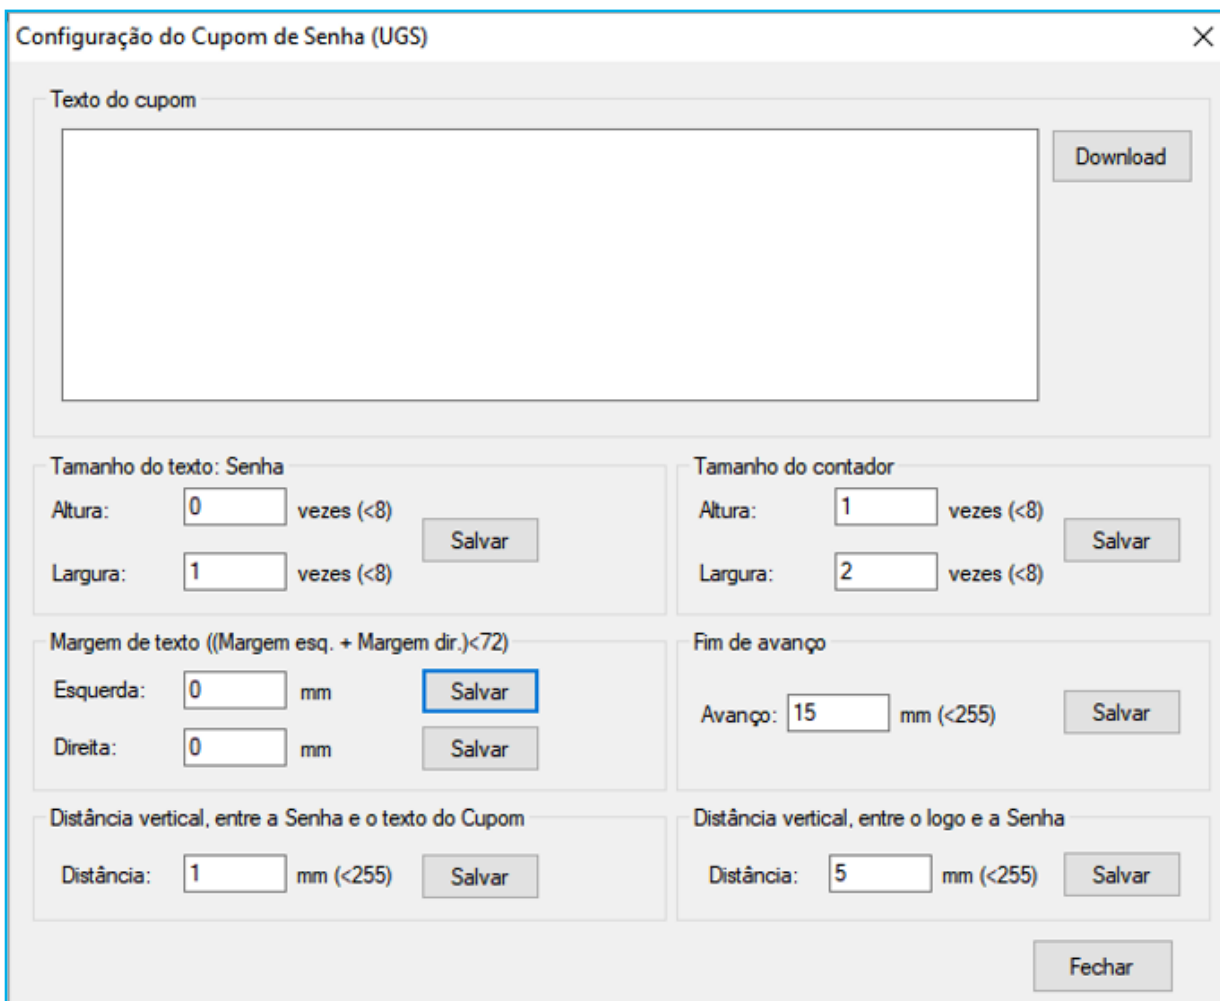 Configuração do Cupom de Senha (UGS)
Texto do cupom
Download
Tamanho do texto: Senha
Altura: 0 vezes (<8)
Salvar
Largura: 1 vezes (<8)
Tamanho do contador
Altura: 1 vezes (<8)
Salvar
Largura: 2 vezes (<8)
Margem de texto ((Margem esq. + Margem dir.)<72)
Esquerda: 0 mm Salvar
Direita: 0 mm Salvar
Fim de avanço
Avanço: 15 mm (<255) Salvar
Distância vertical, entre a Senha e o texto do Cupom
Distância: 1 mm (<255) Salvar
Distância vertical, entre o logo e a Senha
Distância: 5 mm (<255) Salvar
Fechar